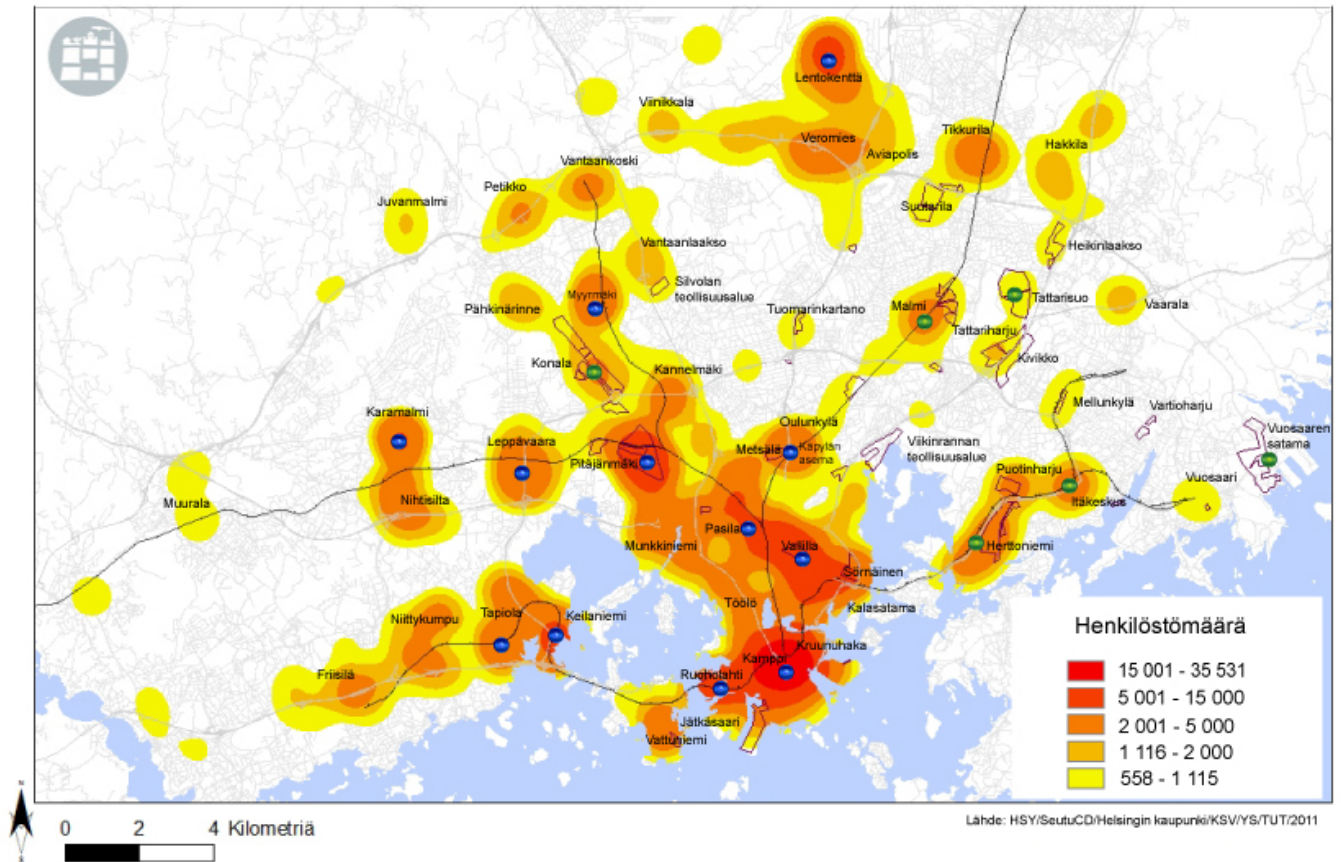 Lentokenttä
Viinikkala
Veromies
Tikkurila
Aviapolis
Hakkila
Vantaankoski
Petikko
Juvanmalmi
Suutarila
Vantaanlaakso
Heikinlaakso
Silvolan
teollisuusalue
Myyrmäki
Pähkinärinne
Tuomarinkartano
Malmi
Tattarisuo
Vaarala
Tattariharju
Kivikko
Konala
Kannelmäki
Karamalmi
Mellunkylä
Vartioharju
Leppävaara
Oulunkylä
Metsälä
Käpylän
asema
Viikinrannan
teollisuusalue
Vuosaaren
satama
Pitäjänmäki
Puotinharju
Itäkeskus
Vuosaari
Muurala
Nihtisilta
Pasila
Munkkiniemi
Vallila
Herttoniemi
Sörnäinen
Töölö
Kalasatama
Niittykumpu
Tapiola
Keilaniemi
Kruunuhaka
Kamppi
Friisilä
Ruoholahti
Jätkäsaari
Vattuniemi
Henkilöstömäärä
15 001 - 35 531
5 001 - 15 000
2 001 - 5 000
1 116 - 2 000
558 - 1 115
N
S
0 2 4 Kilometriä
Lähde: HSY/SeutuCD/Helsingin kaupunki/KSV/YS/TUT/2011